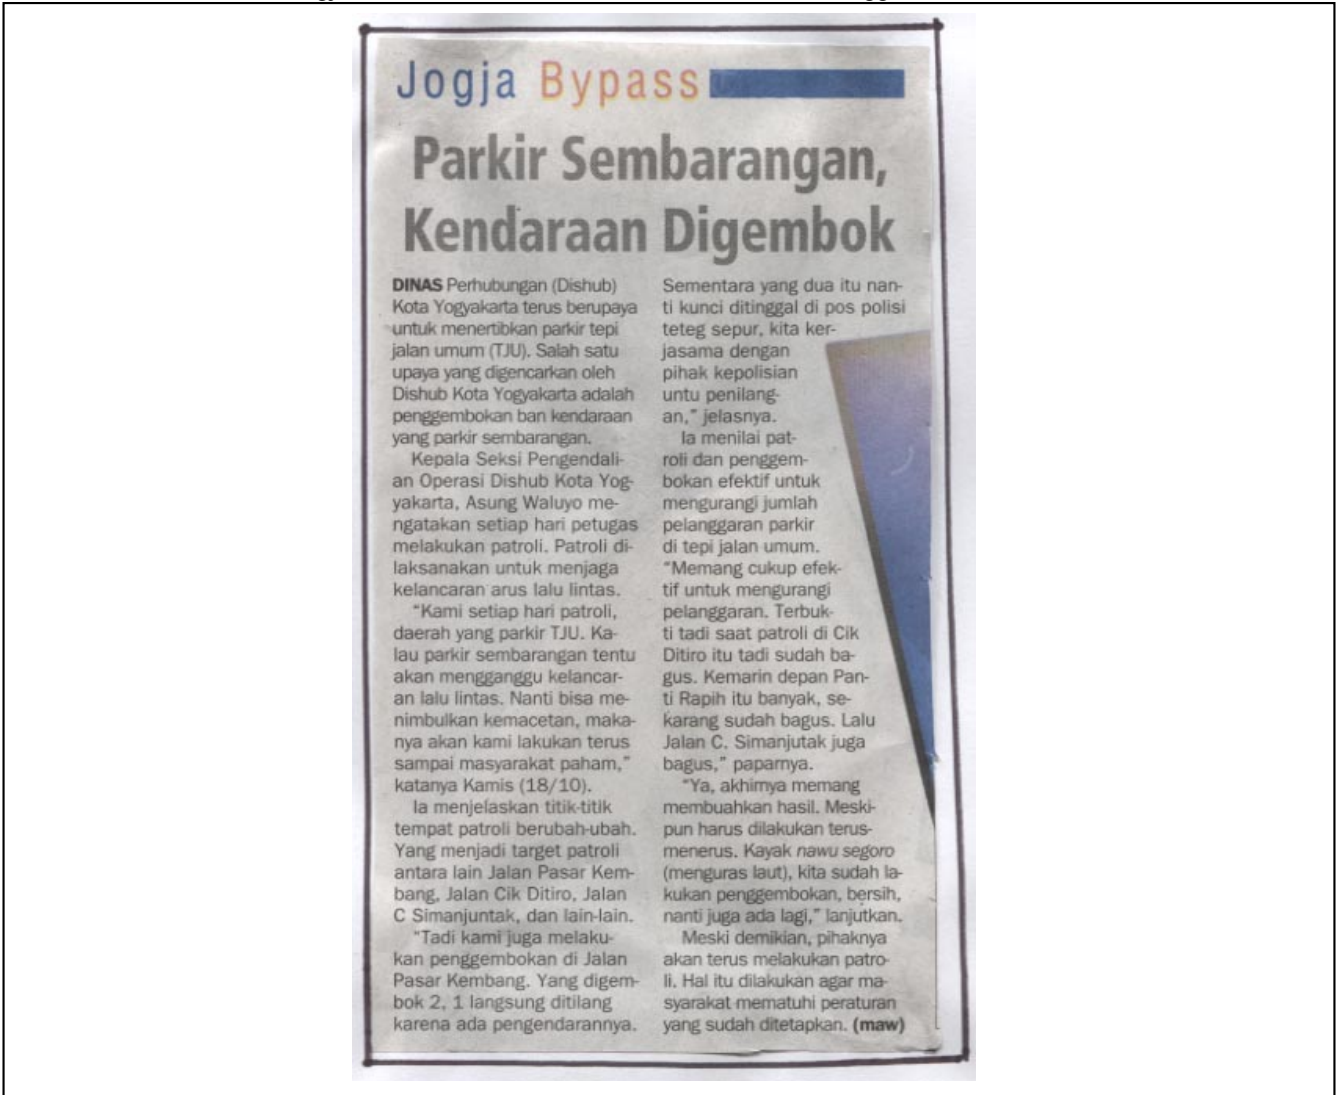 Jogja Bypass
Parkir Sembarangan,
Kendaraan Digembok
DINAS Perhubungan (Dishub)
Kota Yogyakarta terus berupaya
untuk menertibkan parkir tepi
jalan umum (TJU). Salah satu
upaya yang digencarkan oleh
Dishub Kota Yogyakarta adalah
penggembokan ban kendaraan
yang parkir sembarangan.
Kepala Seksi Pengendali-
an Operasi Dishub Kota Yog-
yakarta, Asung Waluyo me-
ngatakan setiap hari petugas
melakukan patroli. Patroli di-
laksanakan untuk menjaga
kelancaran arus lalu lintas.
"Kami setiap hari patroli,
daerah yang parkir TJU. Ka-
lau parkir sembarangan tentu
akan mengganggu kelancar-
an lalu lintas. Nanti bisa me-
nimbulkan kemacetan, maka-
nya akan kami lakukan terus
sampai masyarakat paham,"
katanya Kamis (18/10).
Ia menjelaskan titik-titik
tempat patroli berubah-ubah.
Yang menjadi target patroli
antara lain Jalan Pasar Kem-
bang, Jalan Cik Ditiro, Jalan
C Simanjuntak, dan lain-lain.
"Tadi kami juga melaku-
kan penggembokan di Jalan
Pasar Kembang. Yang digem-
bok 2, 1 langsung ditilang
karena ada pengendarannya.
Sementara yang dua itu nan-
ti kunci ditinggal di pos polisi
teteg sepur, kita ker-
jasama dengan
pihak kepolisian
untu penilang-
an," jelasnya.
Ia menilai pat-
roli dan penggem-
bokan efektif untuk
mengurangi jumlah
pelanggaran parkir
di tepi jalan umum.
"Memang cukup efek-
tif untuk mengurangi
pelanggaran. Terbuk-
ti tadi saat patroli di Cik
Ditiro itu tadi sudah ba-
gus. Kemarin depan Pan-
ti Rapih itu banyak, se-
karang sudah bagus. Lalu
Jalan C. Simanjutak juga
bagus," paparnya.
"Ya, akhirnya memang
membuahkan hasil. Meski-
pun harus dilakukan terus-
menerus. Kayak nawu segoro
(menguras laut), kita sudah la-
kukan penggembokan, bersih,
nanti juga ada lagi," lanjutkan.
Meski demikian, pihaknya
akan terus melakukan patro-
li. Hal itu dilakukan agar ma-
syarakat mematuhi peraturan
yang sudah ditetapkan. (maw)